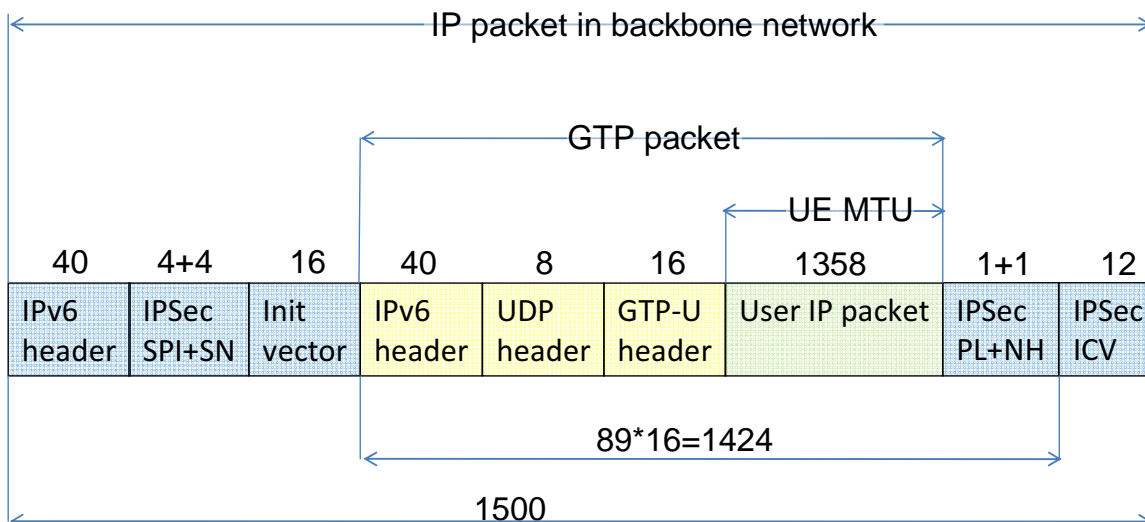 IP packet in backbone network
GTP packet
UE MTU
40 4+4 16 40 8 16 1358 1+1 12
IPv6 header
IPSec SPI+SN
Init vector
IPv6 header
UDP header
GTP-U header
User IP packet
IPSec PL+NH
IPSec ICV
89*16=1424
1500